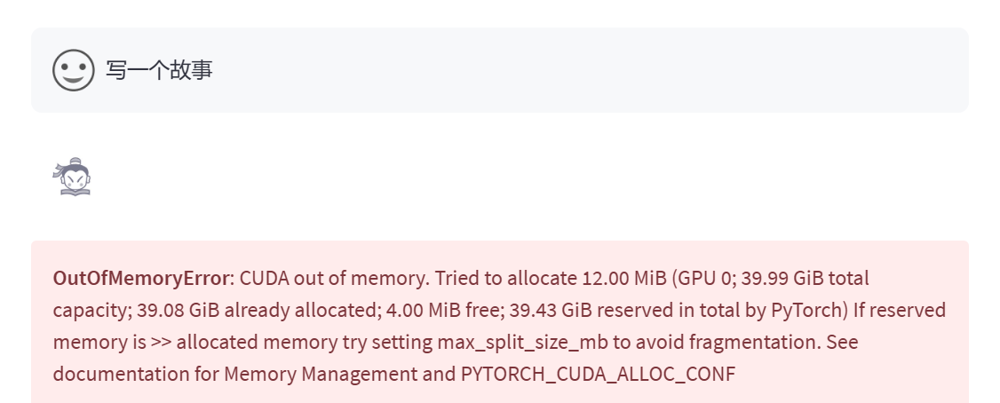 写一个故事
OutOfMemoryError: CUDA out of memory. Tried to allocate 12.00 MiB (GPU 0; 39.99 GiB total
capacity; 39.08 GiB already allocated; 4.00 MiB free; 39.43 GiB reserved in total by PyTorch) If reserved
memory is >> allocated memory try setting max_split_size_mb to avoid fragmentation. See
documentation for Memory Management and PYTORCH_CUDA_ALLOC_CONF